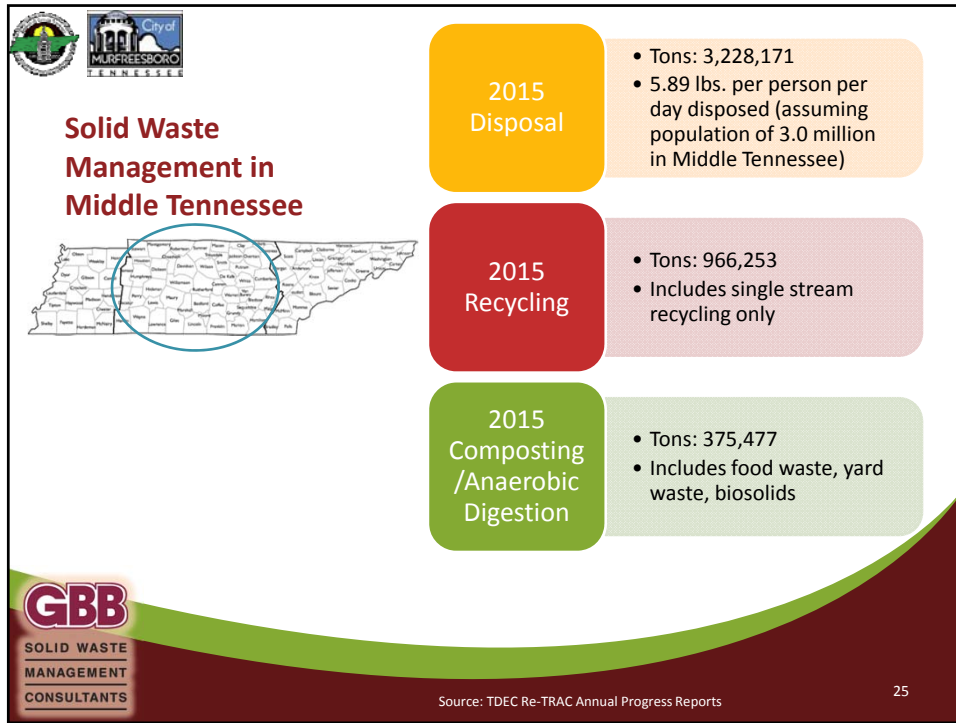 City of
MURFREESBORO
TENNESSEE
Solid Waste
Management in
Middle Tennessee
2015
Disposal
• Tons: 3,228,171
• 5.89 lbs. per person per
day disposed (assuming
population of 3.0 million
in Middle Tennessee)
2015
Recycling
• Tons: 966,253
• Includes single stream
recycling only
2015
Composting
/Anaerobic
Digestion
• Tons: 375,477
• Includes food waste, yard
waste, biosolids
GBB
SOLID WASTE
MANAGEMENT
CONSULTANTS
Source: TDEC Re-TRAC Annual Progress Reports
25